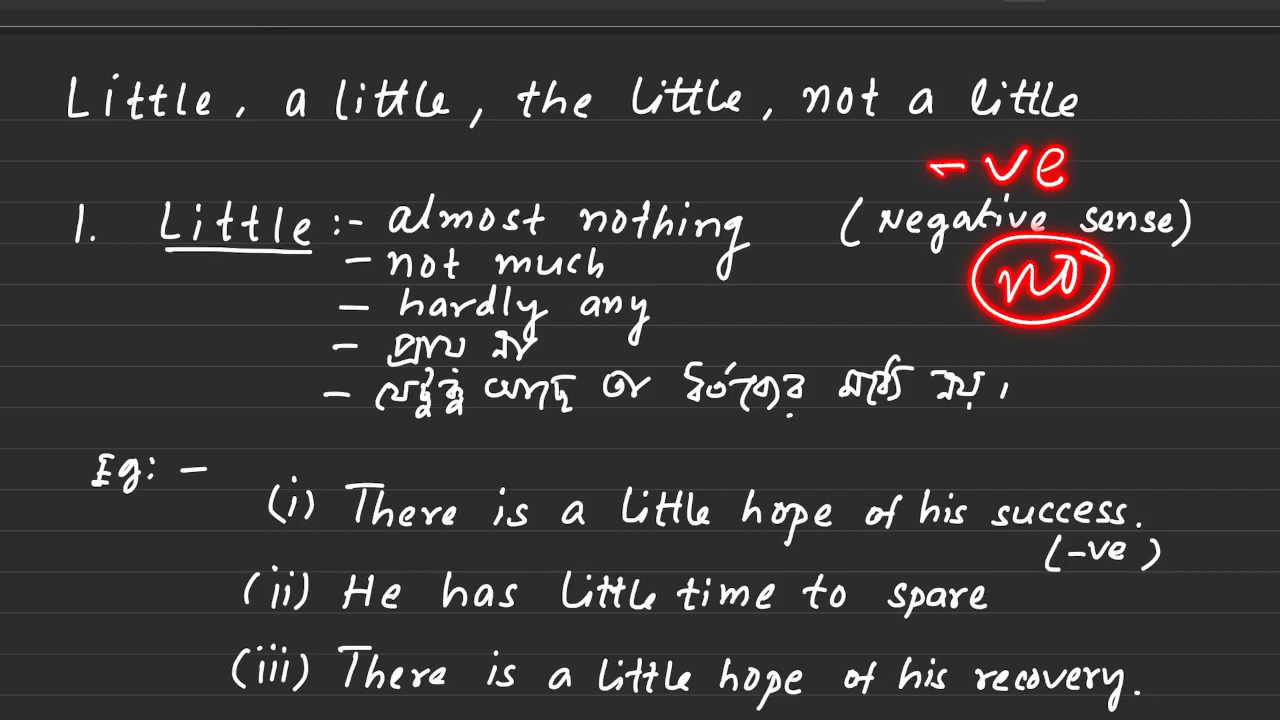 Little, a little, the little, not a little
-ve
1. Little :- almost nothing (Negative sense)
- not much
no
- hardly any
- প্রায় নয়
-
Eg: -
(i) There is a little hope of his success.
(-ve)
(ii) He has little time to spare
(iii) There is a little hope of his recovery.